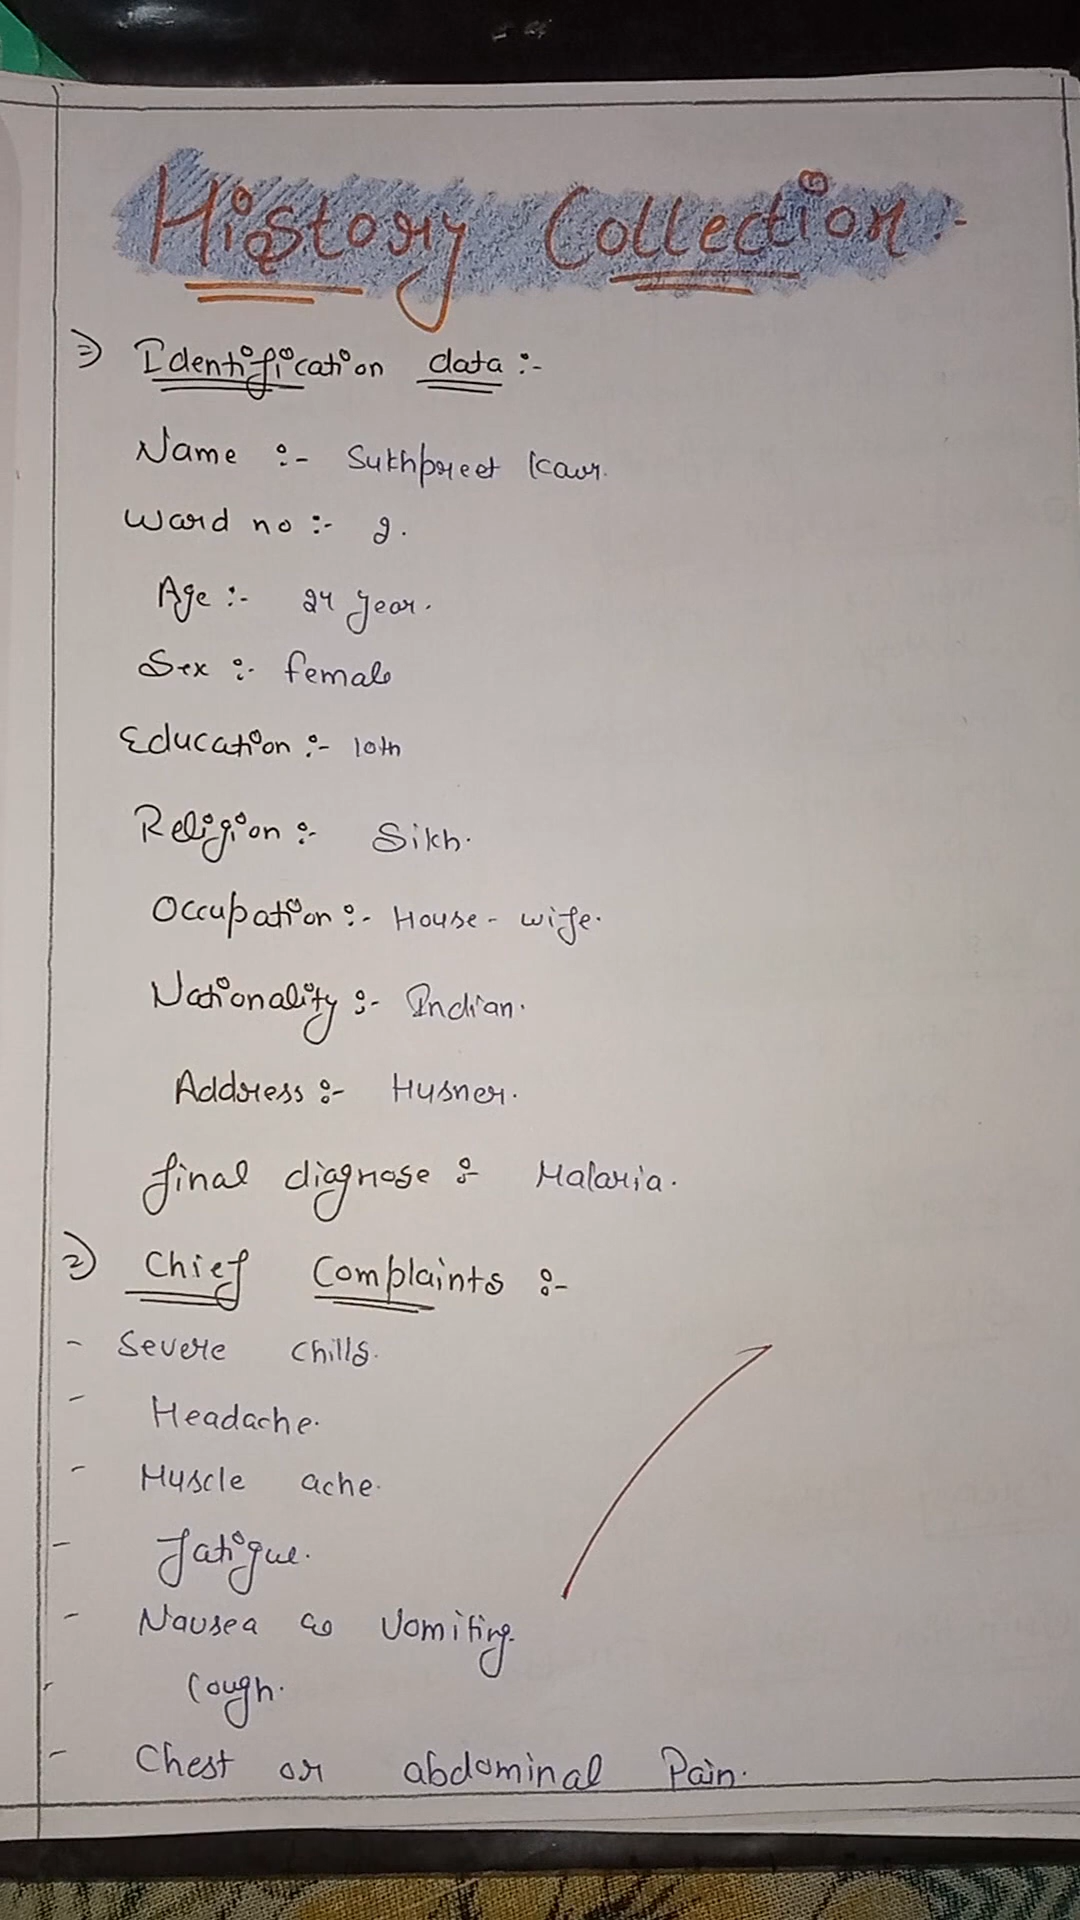 History Collection :-
⇒ Identification data :-
Name :- Sukhpreet Kaur.
Ward no :- 2.
Age :- 24 year.
Sex :- female
Education :- 10th
Religion :- Sikh.
Occupation :- House-wife.
Nationality :- Indian.
Address :- Husner.
final diagnose :- Malaria.
2) Chief Complaints :-
- Severe chills.
- Headache.
- Muscle ache.
- fatigue.
- Nausea & Vomiting.
- Cough.
- Chest or abdominal Pain.